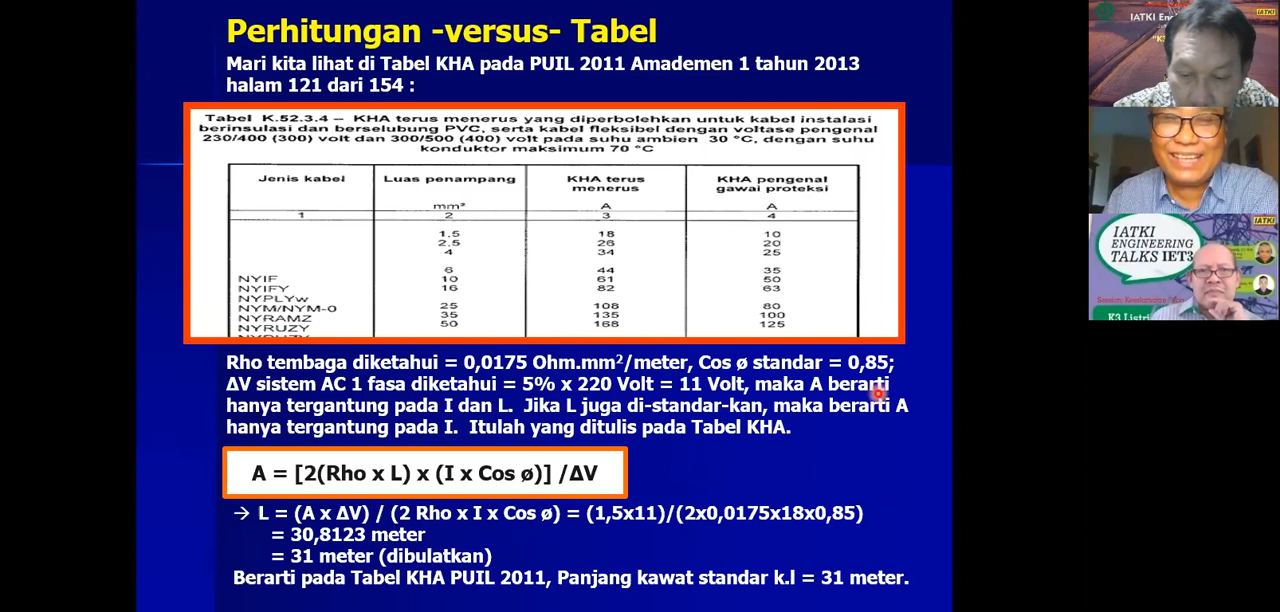 Perhitungan -versus- Tabel
Mari kita lihat di Tabel KHA pada PUIL 2011 Amademen 1 tahun 2013
halam 121 dari 154 :
Tabel K.52.3.4 – KHA terus menerus yang diperbolehkan untuk kabel instalasi
berinsulasi dan berselubung PVC, serta kabel fleksibel dengan voltase pengenal
230/400 (300) volt dan 300/500 (400) volt pada suhu ambien 30 °C, dengan suhu
konduktor maksimum 70 °C
Jenis kabel Luas penampang KHA terus menerus KHA pengenal gawai proteksi
mm² A A
1 2 3 4
1.5 18 10
2.5 26 20
4 34 25
6 44 35
NYIF 10 61 50
NYIFY 16 82 63
NYPLYw
NYM/NYM-0 25 108 80
NYRAMZ 35 135 100
NYRUZY 50 168 125
Rho tembaga diketahui = 0,0175 Ohm.mm²/meter, Cos ø standar = 0,85;
ΔV sistem AC 1 fasa diketahui = 5% x 220 Volt = 11 Volt, maka A berarti
hanya tergantung pada I dan L. Jika L juga di-standar-kan, maka berarti A
hanya tergantung pada I. Itulah yang ditulis pada Tabel KHA.
A = [2(Rho x L) x (I x Cos ø)] /ΔV
→ L = (A x ΔV) / (2 Rho x I x Cos ø) = (1,5x11)/(2x0,0175x18x0,85)
= 30,8123 meter
= 31 meter (dibulatkan)
Berarti pada Tabel KHA PUIL 2011, Panjang kawat standar k.l = 31 meter.
IATKI
IATKI
IATKI
ENGINEERING
TALKS IET3
K3 Listri